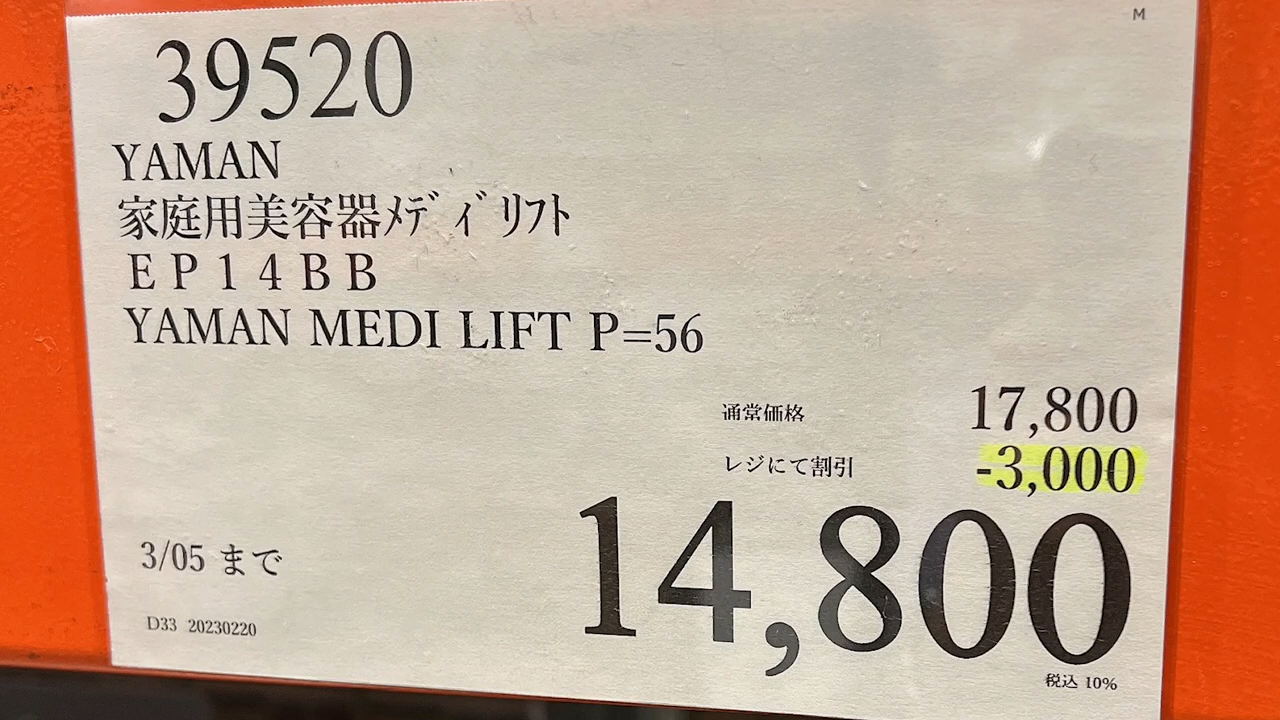 M
39520
YAMAN
家庭用美容器ﾒﾃﾞｨﾞﾘﾌﾄ
ＥＰ１４ＢＢ
YAMAN MEDI LIFT P=56
通常価格 17,800
レジにて割引 -3,000
14,800
3/05 まで
D33 20230220
税込 10%